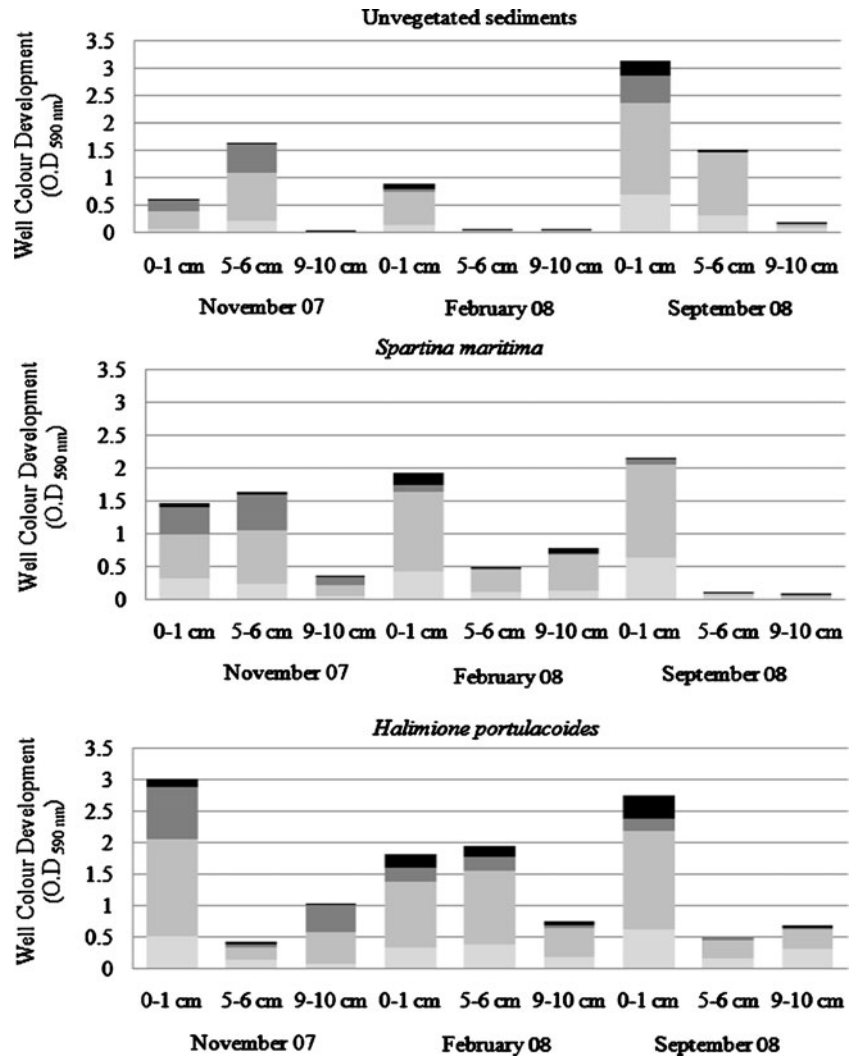 Unvegetated sediments
Well Colour Development
(O.D 590 nm)
3.5
3
2.5
2
1.5
1
0.5
0
0-1 cm 5-6 cm 9-10 cm 0-1 cm 5-6 cm 9-10 cm 0-1 cm 5-6 cm 9-10 cm
November 07 February 08 September 08
Spartina maritima
Well Colour Development
(O.D 590 nm)
3.5
3
2.5
2
1.5
1
0.5
0
0-1 cm 5-6 cm 9-10 cm 0-1 cm 5-6 cm 9-10 cm 0-1 cm 5-6 cm 9-10 cm
November 07 February 08 September 08
Halimione portulacoides
Well Colour Development
(O.D 590 nm)
3.5
3
2.5
2
1.5
1
0.5
0
0-1 cm 5-6 cm 9-10 cm 0-1 cm 5-6 cm 9-10 cm 0-1 cm 5-6 cm 9-10 cm
November 07 February 08 September 08